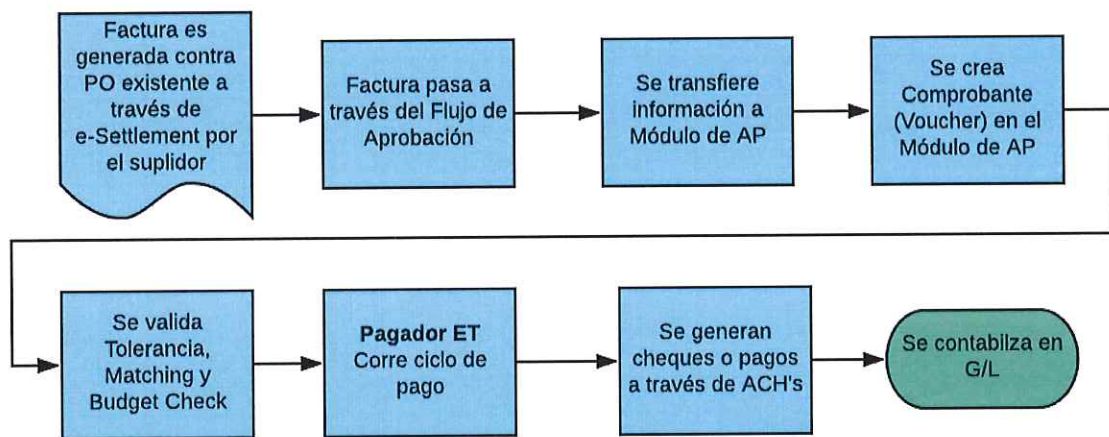 Factura es
generada contra
PO existente a
través de
e-Settlement por
el suplidor
Factura pasa a
través del Flujo de
Aprobación
Se transfiere
información a
Módulo de AP
Se crea
Comprobante
(Voucher) en el
Módulo de AP
Se valida
Tolerancia,
Matching y
Budget Check
Pagador ET
Corre ciclo de
pago
Se generan
cheques o pagos
a través de ACH's
Se contabilza en
G/L